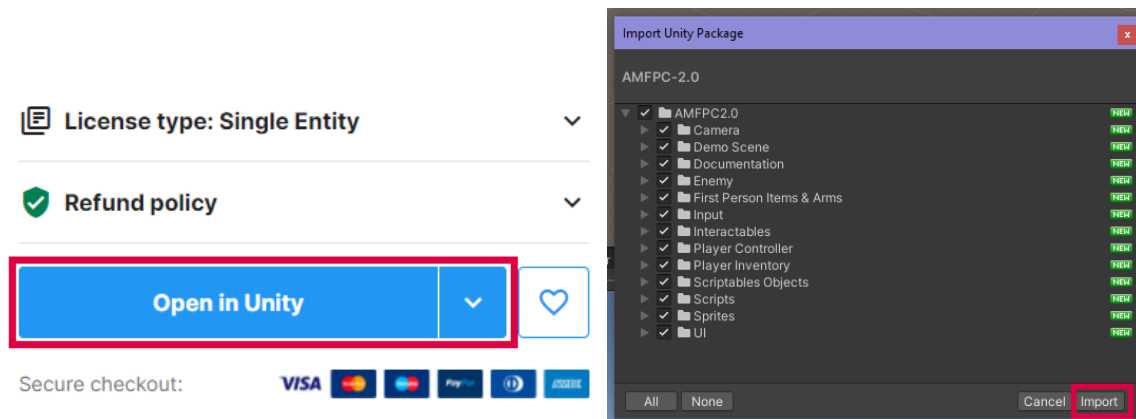 License type: Single Entity
Refund policy
Open in Unity
Secure checkout:
VISA
PayPal
Import Unity Package
x
AMFPC-2.0
AMFPC2.0 NEW
Camera NEW
Demo Scene NEW
Documentation NEW
Enemy NEW
First Person Items & Arms NEW
Input NEW
Interactables NEW
Player Controller NEW
Player Inventory NEW
Scriptables Objects NEW
Scripts NEW
Sprites NEW
UI NEW
All None Cancel Import